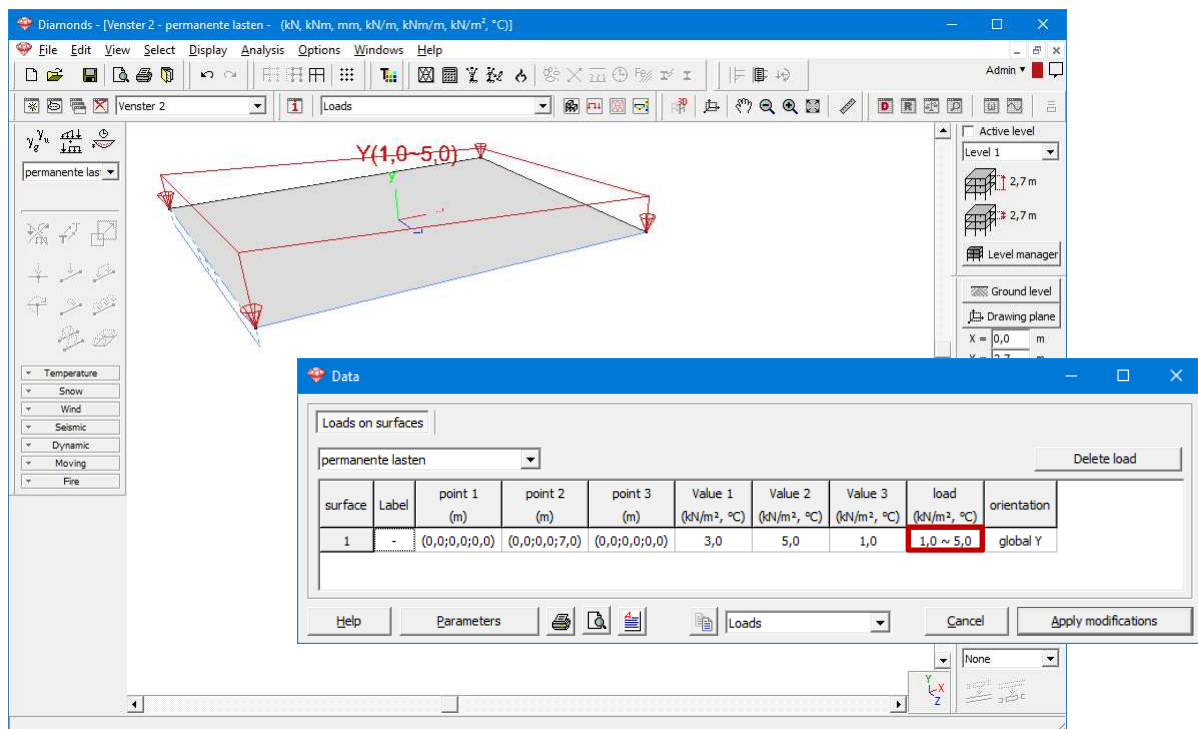 Diamonds - [Venster 2 - permanente lasten - (kN, kNm, mm, kN/m, kNm/m, kN/m², °C)]
File Edit View Select Display Analysis Options Windows Help
Admin
Venster 2
Loads
permanente las
Y(1,0~5,0)
y
Active level
Level 1
2,7 m
2,7 m
Level manager
Ground level
Drawing plane
X = 0,0 m
Temperature
Snow
Wind
Seismic
Dynamic
Moving
Fire
Data
Loads on surfaces
permanente lasten
Delete load
surface Label point 1 (m) point 2 (m) point 3 (m) Value 1 (kN/m², ºC) Value 2 (kN/m², ºC) Value 3 (kN/m², ºC) load (kN/m², ºC) orientation
1 - (0,0;0,0;0,0) (0,0;0,0;7,0) (0,0;0,0;0,0) 3,0 5,0 1,0 1,0 ~ 5,0 global Y
Help Parameters Loads Cancel Apply modifications
None
Y
X
Z